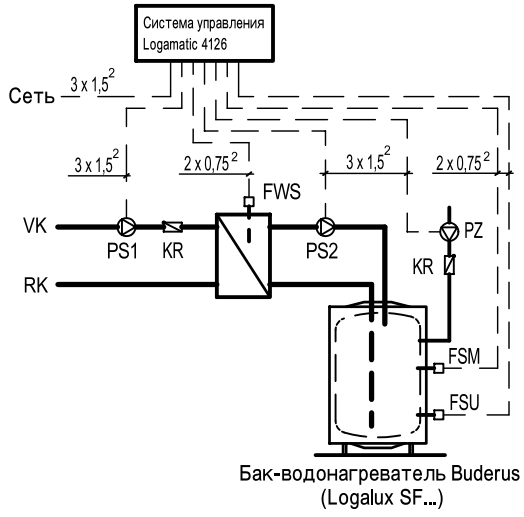 Система управления
Logamatic 4126
Сеть
3 x 1,5²
3 x 1,5²
2 x 0,75²
3 x 1,5²
2 x 0,75²
FWS
VK
PS1
KR
PS2
PZ
KR
RK
FSM
FSU
Бак-водонагреватель Buderus
(Logalux SF...)